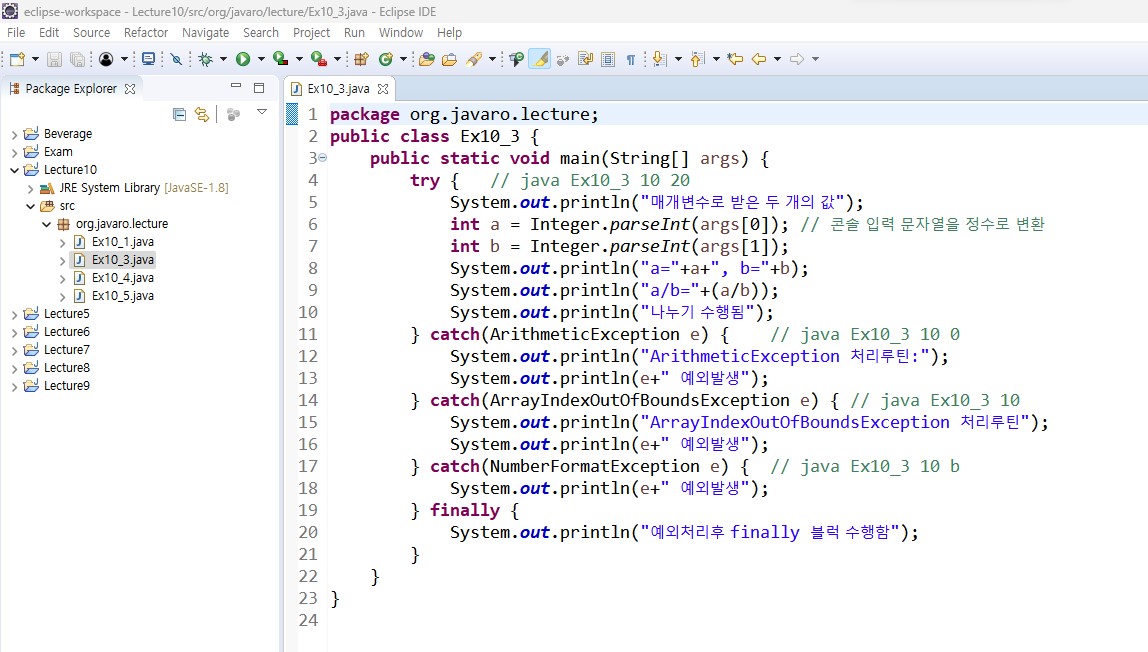 eclipse-workspace - Lecture10/src/org/javaro/lecture/Ex10_3.java - Eclipse IDE
File Edit Source Refactor Navigate Search Project Run Window Help
Package Explorer
Beverage
Exam
Lecture10
JRE System Library [JavaSE-1.8]
src
org.javaro.lecture
Ex10_1.java
Ex10_3.java
Ex10_4.java
Ex10_5.java
Lecture5
Lecture6
Lecture7
Lecture8
Lecture9
Ex10_3.java
1 package org.javaro.lecture;
2 public class Ex10_3 {
3     public static void main(String[] args) {
4         try {   // java Ex10_3 10 20
5             System.out.println("매개변수로 받은 두 개의 값");
6             int a = Integer.parseInt(args[0]); // 콘솔 입력 문자열을 정수로 변환
7             int b = Integer.parseInt(args[1]);
8             System.out.println("a="+a+", b="+b);
9             System.out.println("a/b="+(a/b));
10             System.out.println("나누기 수행됨");
11         } catch(ArithmeticException e) {    // java Ex10_3 10 0
12             System.out.println("ArithmeticException 처리루틴:");
13             System.out.println(e+" 예외발생");
14         } catch(ArrayIndexOutOfBoundsException e) { // java Ex10_3 10
15             System.out.println("ArrayIndexOutOfBoundsException 처리루틴");
16             System.out.println(e+" 예외발생");
17         } catch(NumberFormatException e) {  // java Ex10_3 10 b
18             System.out.println(e+" 예외발생");
19         } finally {
20             System.out.println("예외처리후 finally 블럭 수행함");
21         }
22     }
23 }
24